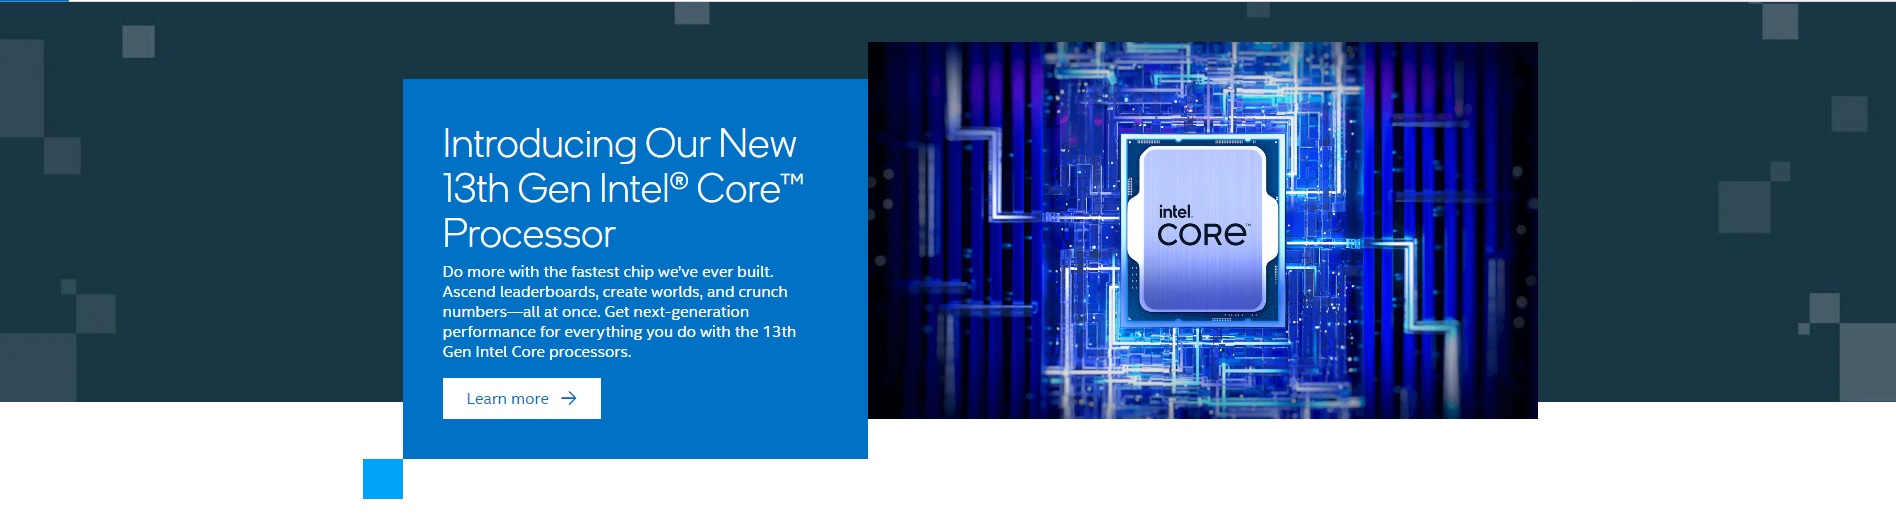 Introducing Our New
13th Gen Intel® Core™
Processor
Do more with the fastest chip we've ever built.
Ascend leaderboards, create worlds, and crunch
numbers—all at once. Get next-generation
performance for everything you do with the 13th
Gen Intel Core processors.
Learn more
intel.
CORe™